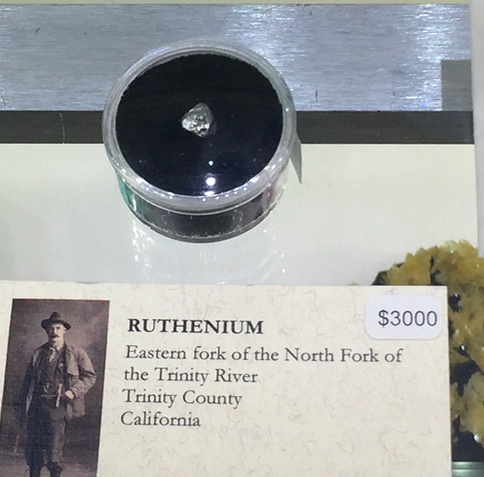 RUTHENIUM
$3000
Eastern fork of the North Fork of
the Trinity River
Trinity County
California